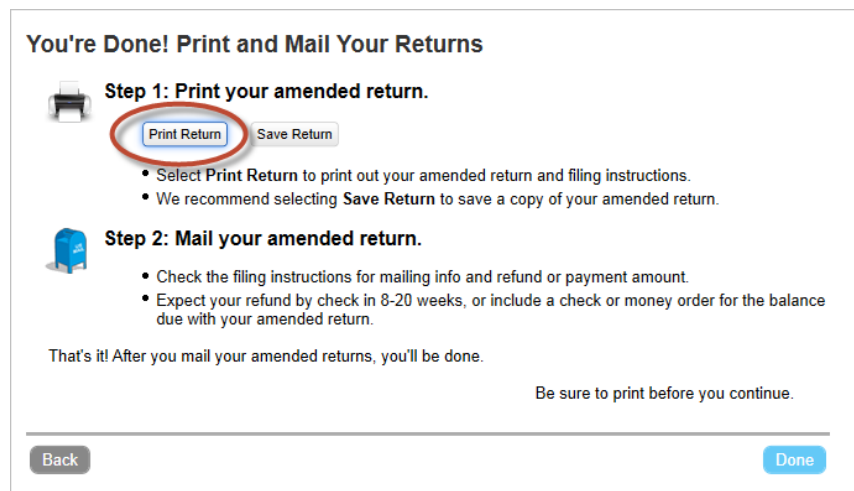 You're Done! Print and Mail Your Returns
Step 1: Print your amended return.
Print Return
Save Return
• Select Print Return to print out your amended return and filing instructions.
• We recommend selecting Save Return to save a copy of your amended return.
Step 2: Mail your amended return.
• Check the filing instructions for mailing info and refund or payment amount.
• Expect your refund by check in 8-20 weeks, or include a check or money order for the balance
due with your amended return.
That's it! After you mail your amended returns, you'll be done.
Be sure to print before you continue.
Back
Done